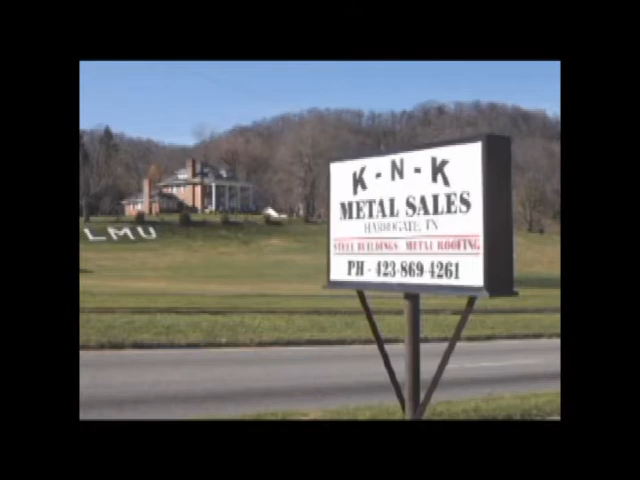 LMU
K-N-K
METAL SALES
HARROGATE, TN
STEEL BUILDINGS METAL ROOFING
PH - 423-869-4261